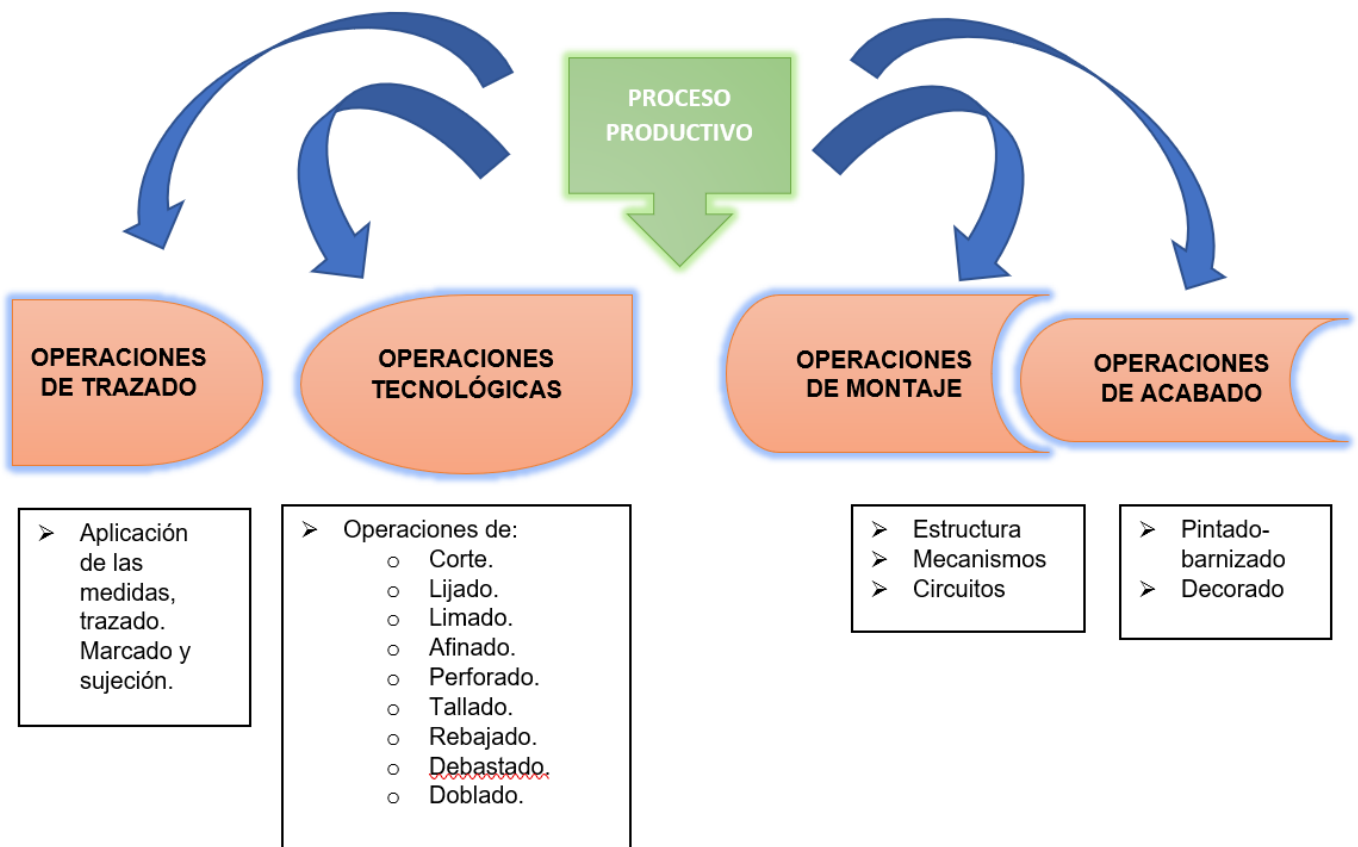 PROCESO
PRODUCTIVO
OPERACIONES
DE TRAZADO
OPERACIONES
TECNOLÓGICAS
OPERACIONES
DE MONTAJE
OPERACIONES
DE ACABADO
➢ Aplicación
de las
medidas,
trazado.
Marcado y
sujeción.
➢ Operaciones de:
o Corte.
o Lijado.
o Limado.
o Afinado.
o Perforado.
o Tallado.
o Rebajado.
o Debastado.
o Doblado.
➢ Estructura
➢ Mecanismos
➢ Circuitos
➢ Pintado-
barnizado
➢ Decorado